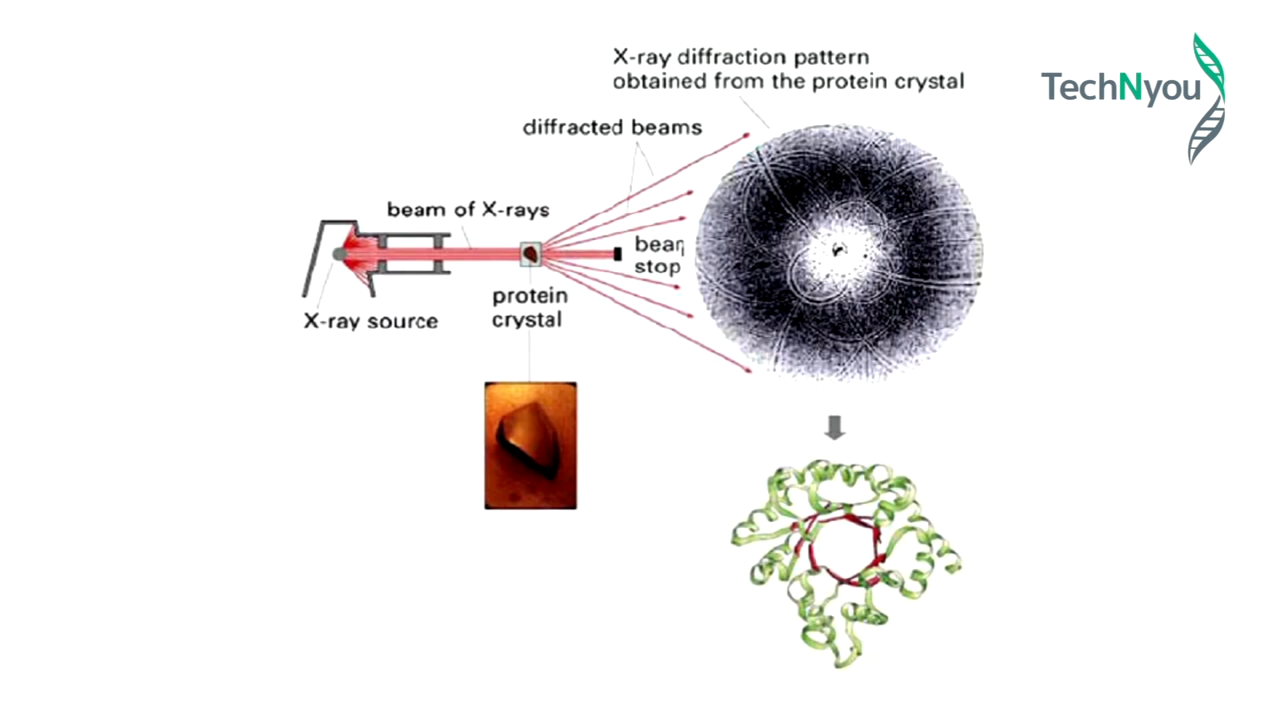 X-ray diffraction pattern
obtained from the protein crystal
TechNyou
diffracted beams
beam of X-rays
stop
protein
crystal
X-ray source